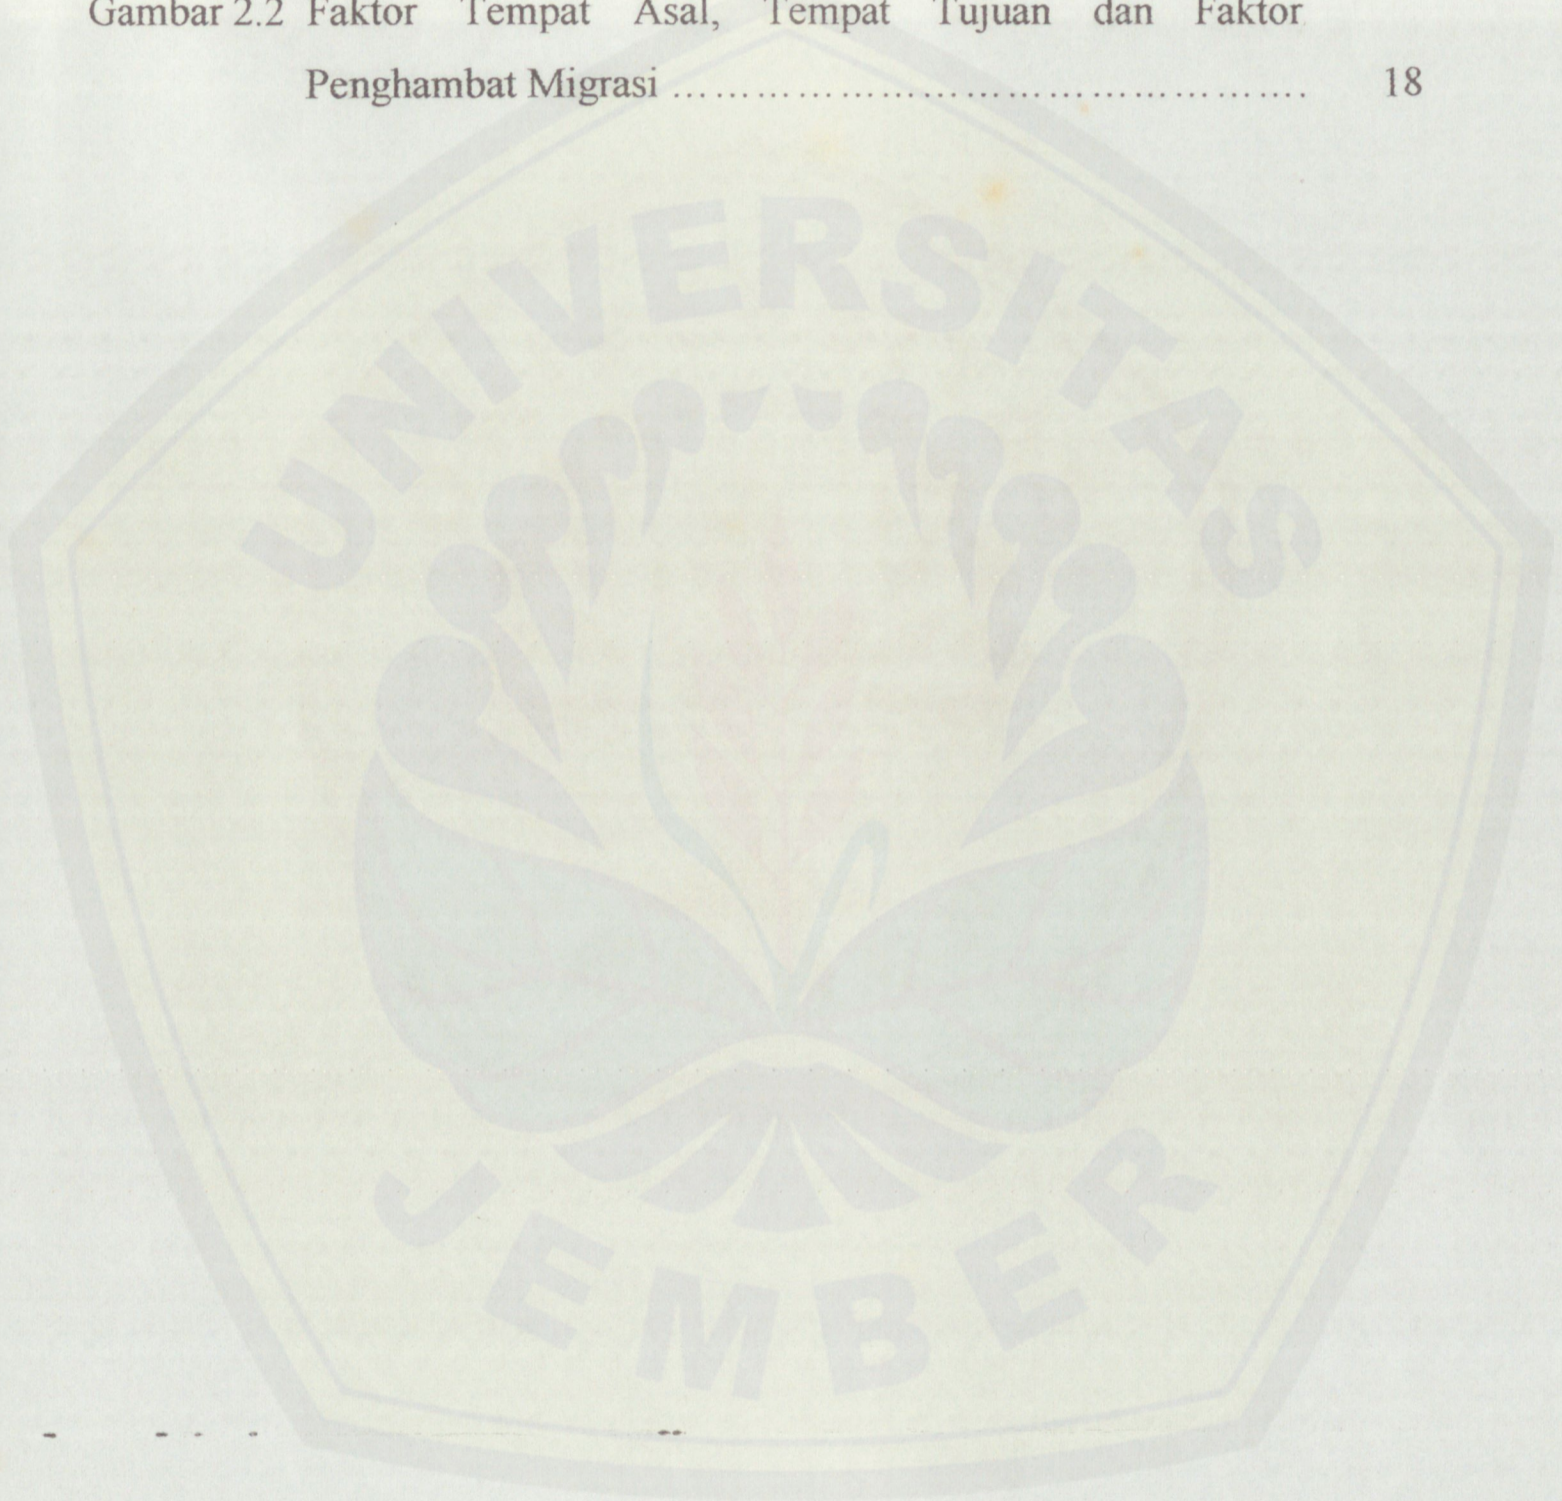 Gambar 2.2 Faktor Tempat Asal, Tempat Tujuan dan Faktor
Penghambat Migrasi ................................................ 18
UNIVERSITAS
JEMBER